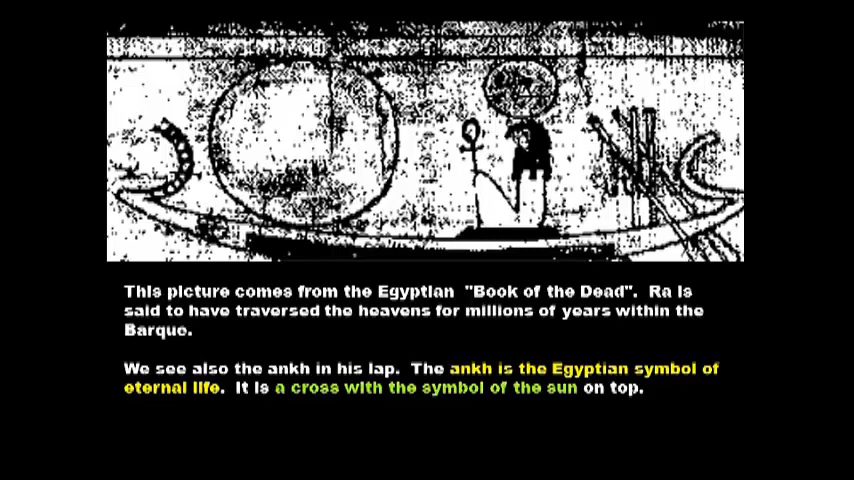 This picture comes from the Egyptian "Book of the Dead". Ra is
said to have traversed the heavens for millions of years within the
Barque.
We see also the ankh in his lap. The ankh is the Egyptian symbol of
eternal life. It is a cross with the symbol of the sun on top.